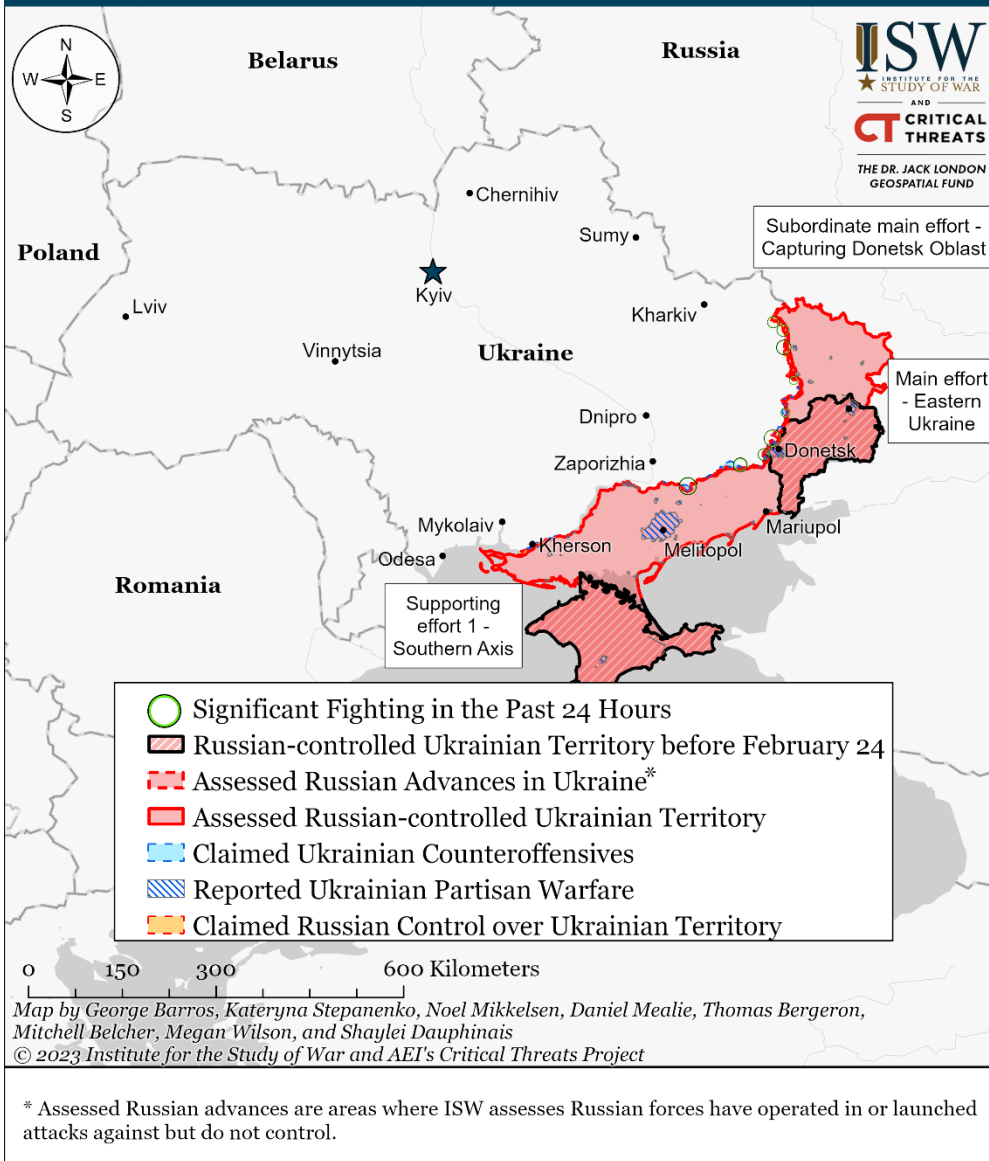 N
W
E
S
Belarus
Russia
ISW
INSTITUTE FOR THE
STUDY OF WAR
AND
CT CRITICAL
THREATS
THE DR. JACK LONDON
GEOSPATIAL FUND
Chernihiv
Sumy
Subordinate main effort -
Capturing Donetsk Oblast
Poland
Kyiv
Lviv
Kharkiv
Vinnytsia
Ukraine
Main effort
- Eastern
Ukraine
Dnipro
Donetsk
Zaporizhia
Mykolaiv
Mariupol
Kherson
Melitopol
Odesa
Romania
Supporting
effort 1 -
Southern Axis
Significant Fighting in the Past 24 Hours
Russian-controlled Ukrainian Territory before February 24
Assessed Russian Advances in Ukraine*
Assessed Russian-controlled Ukrainian Territory
Claimed Ukrainian Counteroffensives
Reported Ukrainian Partisan Warfare
Claimed Russian Control over Ukrainian Territory
0 150 300 600 Kilometers
Map by George Barros, Kateryna Stepanenko, Noel Mikkelsen, Daniel Mealie, Thomas Bergeron,
Mitchell Belcher, Megan Wilson, and Shaylei Dauphinais
© 2023 Institute for the Study of War and AEI's Critical Threats Project
* Assessed Russian advances are areas where ISW assesses Russian forces have operated in or launched
attacks against but do not control.